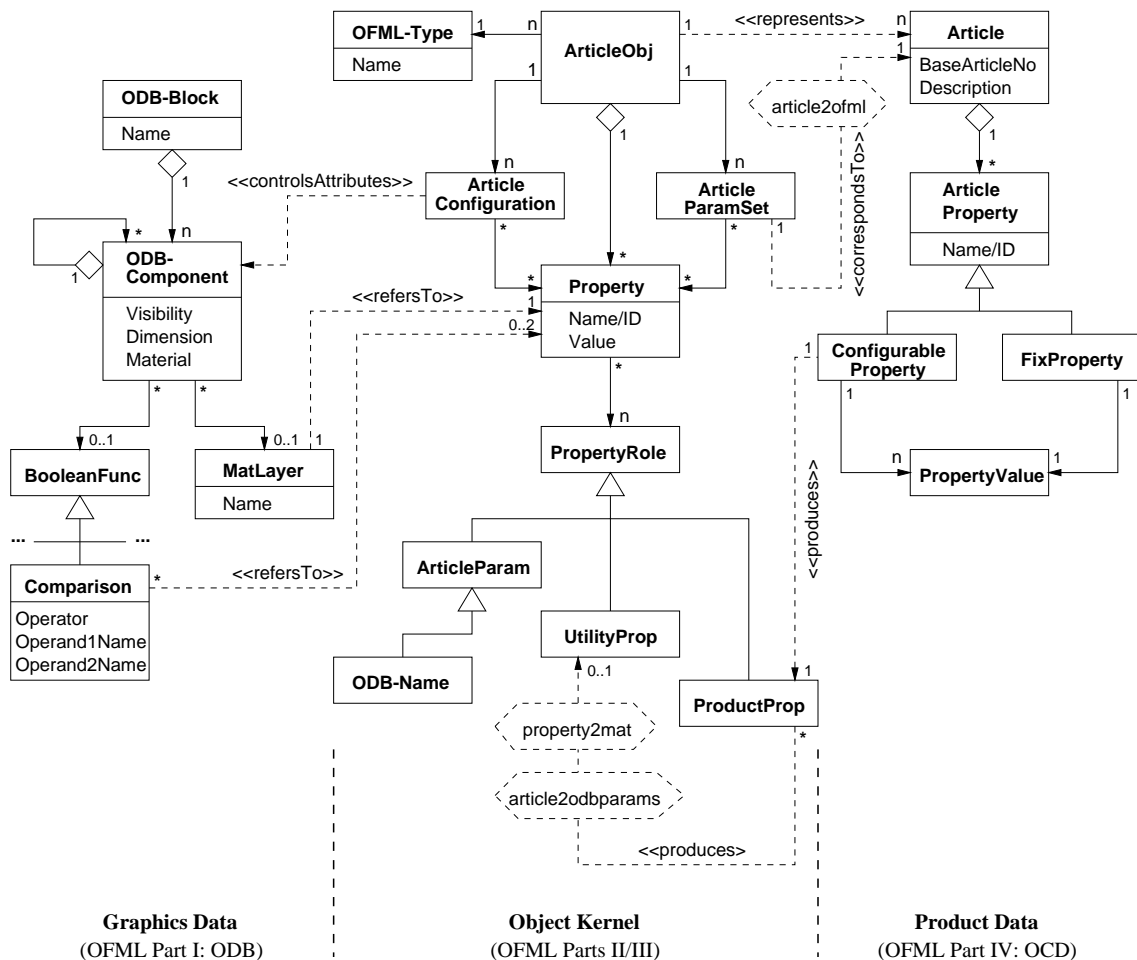 OFML-Type
Name
1
n
ArticleObj
1
<<represents>>
n
Article
BaseArticleNo
Description
1
1
1
1
article2ofml
<<correspondsTo>>
1
*
ODB-Block
Name
1
n
<<controlsAttributes>>
n
Article
Configuration
*
n
Article
ParamSet
*
1
Article
Property
Name/ID
*
1
ODB-
Component
Visibility
Dimension
Material
*
*
<<refersTo>>
1
0..2
*
*
*
Property
Name/ID
Value
*
n
1
Configurable
Property
1
FixProperty
1
0..1
BooleanFunc
0..1
1
MatLayer
Name
PropertyRole
n
1
PropertyValue
<<produces>>
...
...
Comparison
Operator
Operand1Name
Operand2Name
*
<<refersTo>>
ArticleParam
UtilityProp
0..1
ODB-Name
1
ProductProp
*
property2mat
article2odbparams
<<produces>
Graphics Data
(OFML Part I: ODB)
Object Kernel
(OFML Parts II/III)
Product Data
(OFML Part IV: OCD)